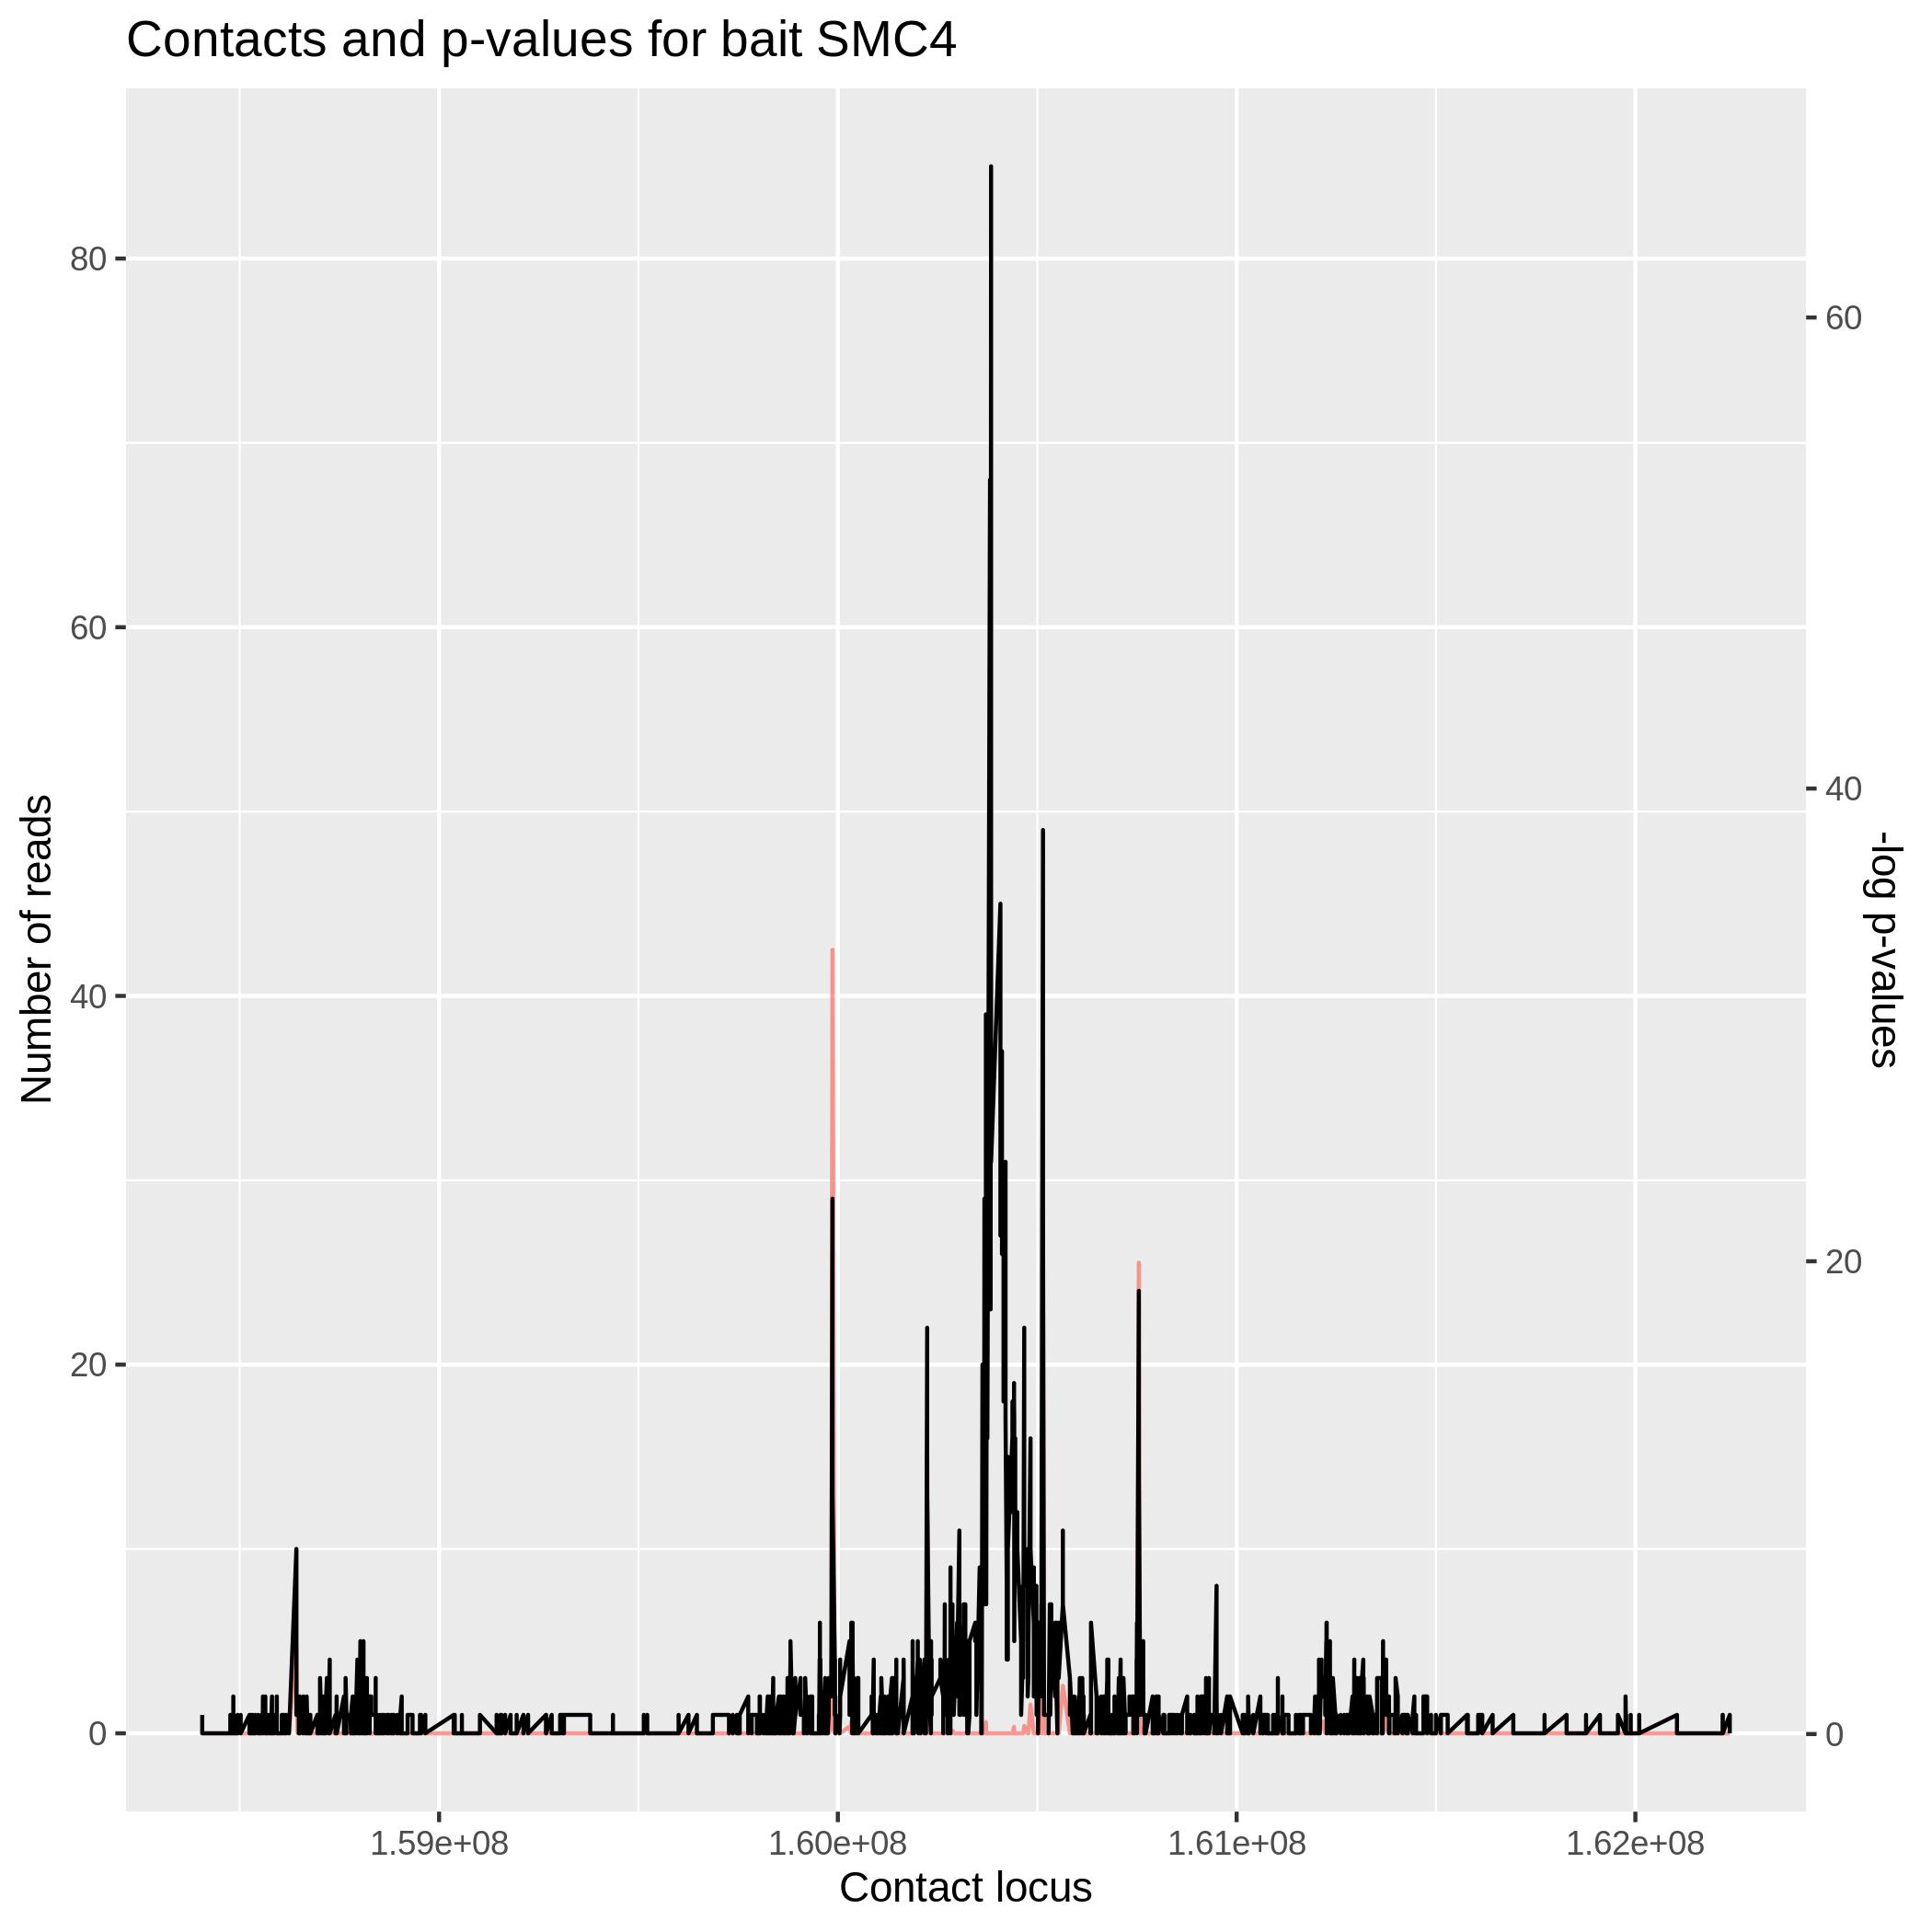 Contacts and p-values for bait SMC4
80
60
40
20
0
Number of reads
60
40
20
0
-log p-values
1.59e+08
1.60e+08
1.61e+08
1.62e+08
Contact locus